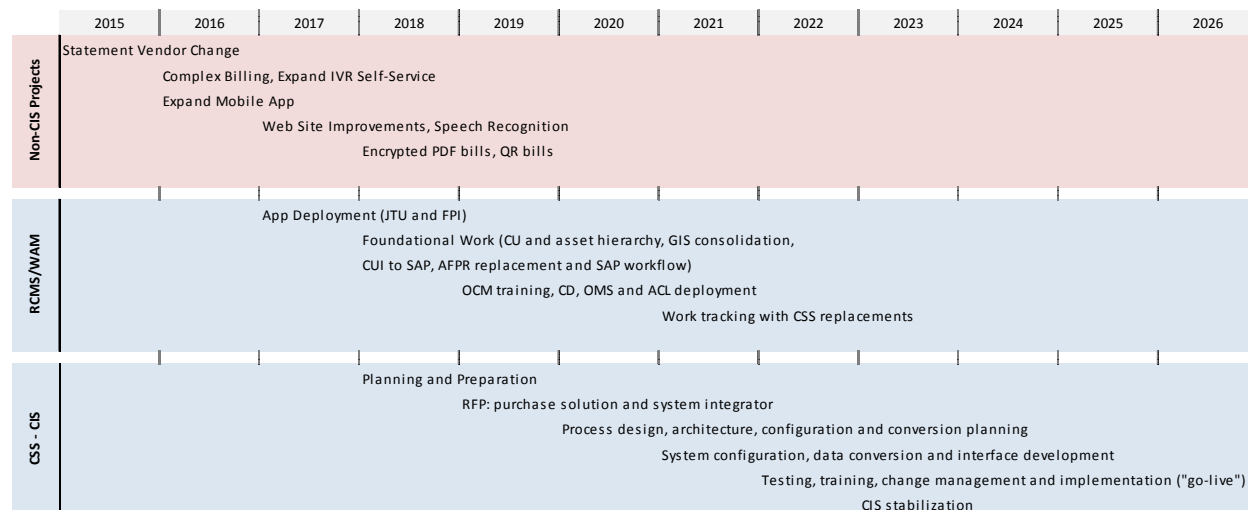 2015 2016 2017 2018 2019 2020 2021 2022 2023 2024 2025 2026
Non-CIS Projects
Statement Vendor Change
Complex Billing, Expand IVR Self-Service
Expand Mobile App
Web Site Improvements, Speech Recognition
Encrypted PDF bills, QR bills
RCMS/WAM
App Deployment (JTU and FPI)
Foundational Work (CU and asset hierarchy, GIS consolidation,
CUI to SAP, AFPR replacement and SAP workflow)
OCM training, CD, OMS and ACL deployment
Work tracking with CSS replacements
CSS - CIS
Planning and Preparation
RFP: purchase solution and system integrator
Process design, architecture, configuration and conversion planning
System configuration, data conversion and interface development
Testing, training, change management and implementation ("go-live")
CIS stabilization